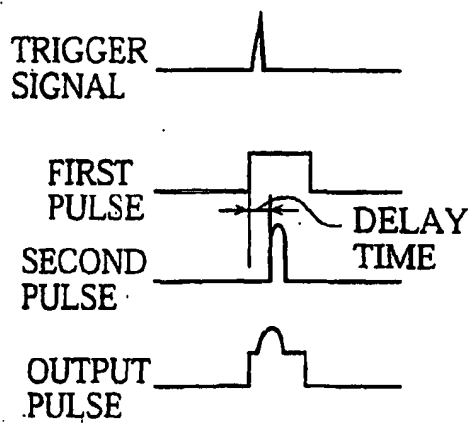 TRIGGER
SIGNAL
FIRST
PULSE
DELAY
TIME
SECOND
PULSE
OUTPUT
PULSE